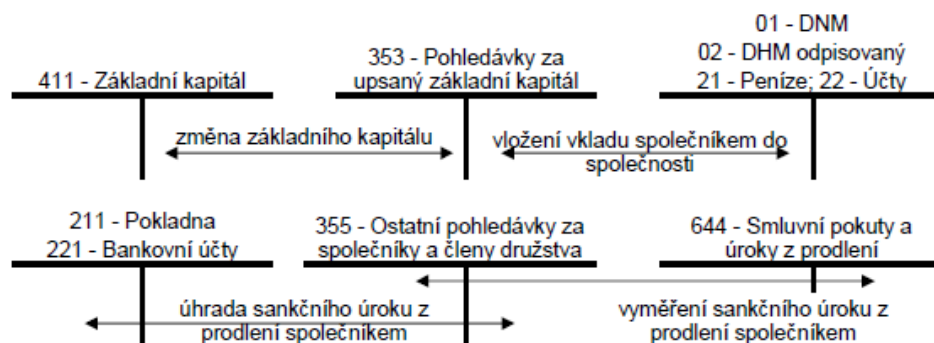 01 - DNM
353 - Pohledávky za
02 - DHM odpisovaný
411 - Základní kapitál
upsaný základní kapitál
21 - Peníze; 22 - Účty
změna základního kapitálu
vložení vkladu společníkem do
společnosti
211 - Pokladna
355 - Ostatní pohledávky za
644 - Smluvní pokuty a
221 - Bankovní účty
společníky a členy družstva
úroky z prodlení
úhrada sankčního úroku z
prodlení společníkem
vyměření sankčního úroku z
prodlení společníkem